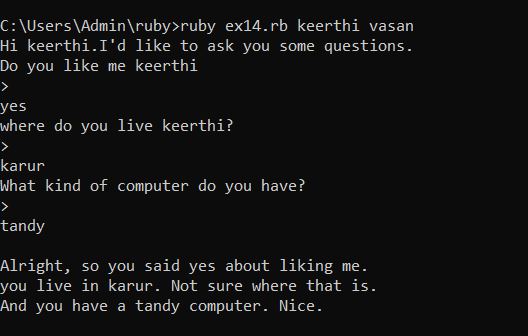 C:\Users\Admin\ruby>ruby ex14.rb keerthi vasan
Hi keerthi.I'd like to ask you some questions.
Do you like me keerthi
>
yes
where do you live keerthi?
>
karur
What kind of computer do you have?
>
tandy
Alright, so you said yes about liking me.
you live in karur. Not sure where that is.
And you have a tandy computer. Nice.